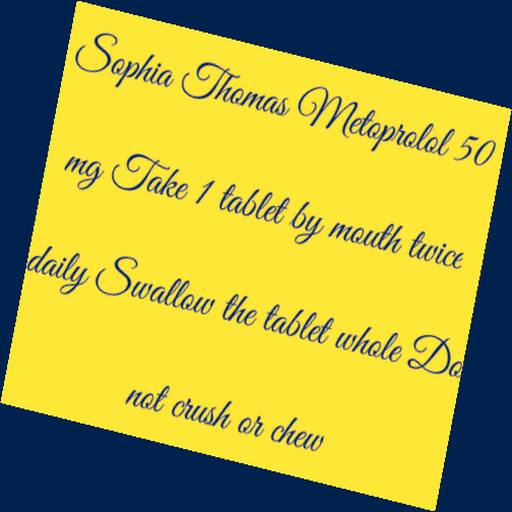 Sophia Thomas Metoprolol 50
mg Take 1 tablet by mouth twice
daily Swallow the tablet whole Do
not crush or chew